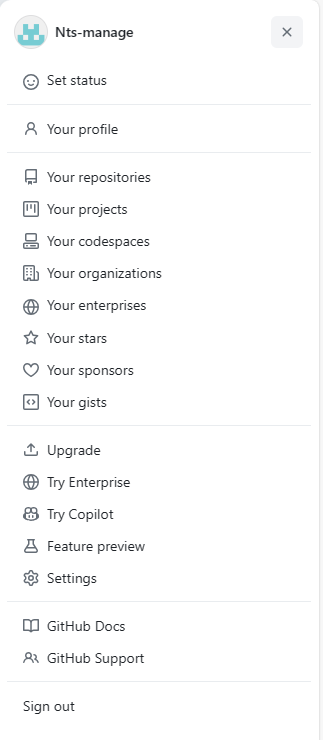 Nts-manage
Set status
Your profile
Your repositories
Your projects
Your codespaces
Your organizations
Your enterprises
Your stars
Your sponsors
Your gists
Upgrade
Try Enterprise
Try Copilot
Feature preview
Settings
GitHub Docs
GitHub Support
Sign out